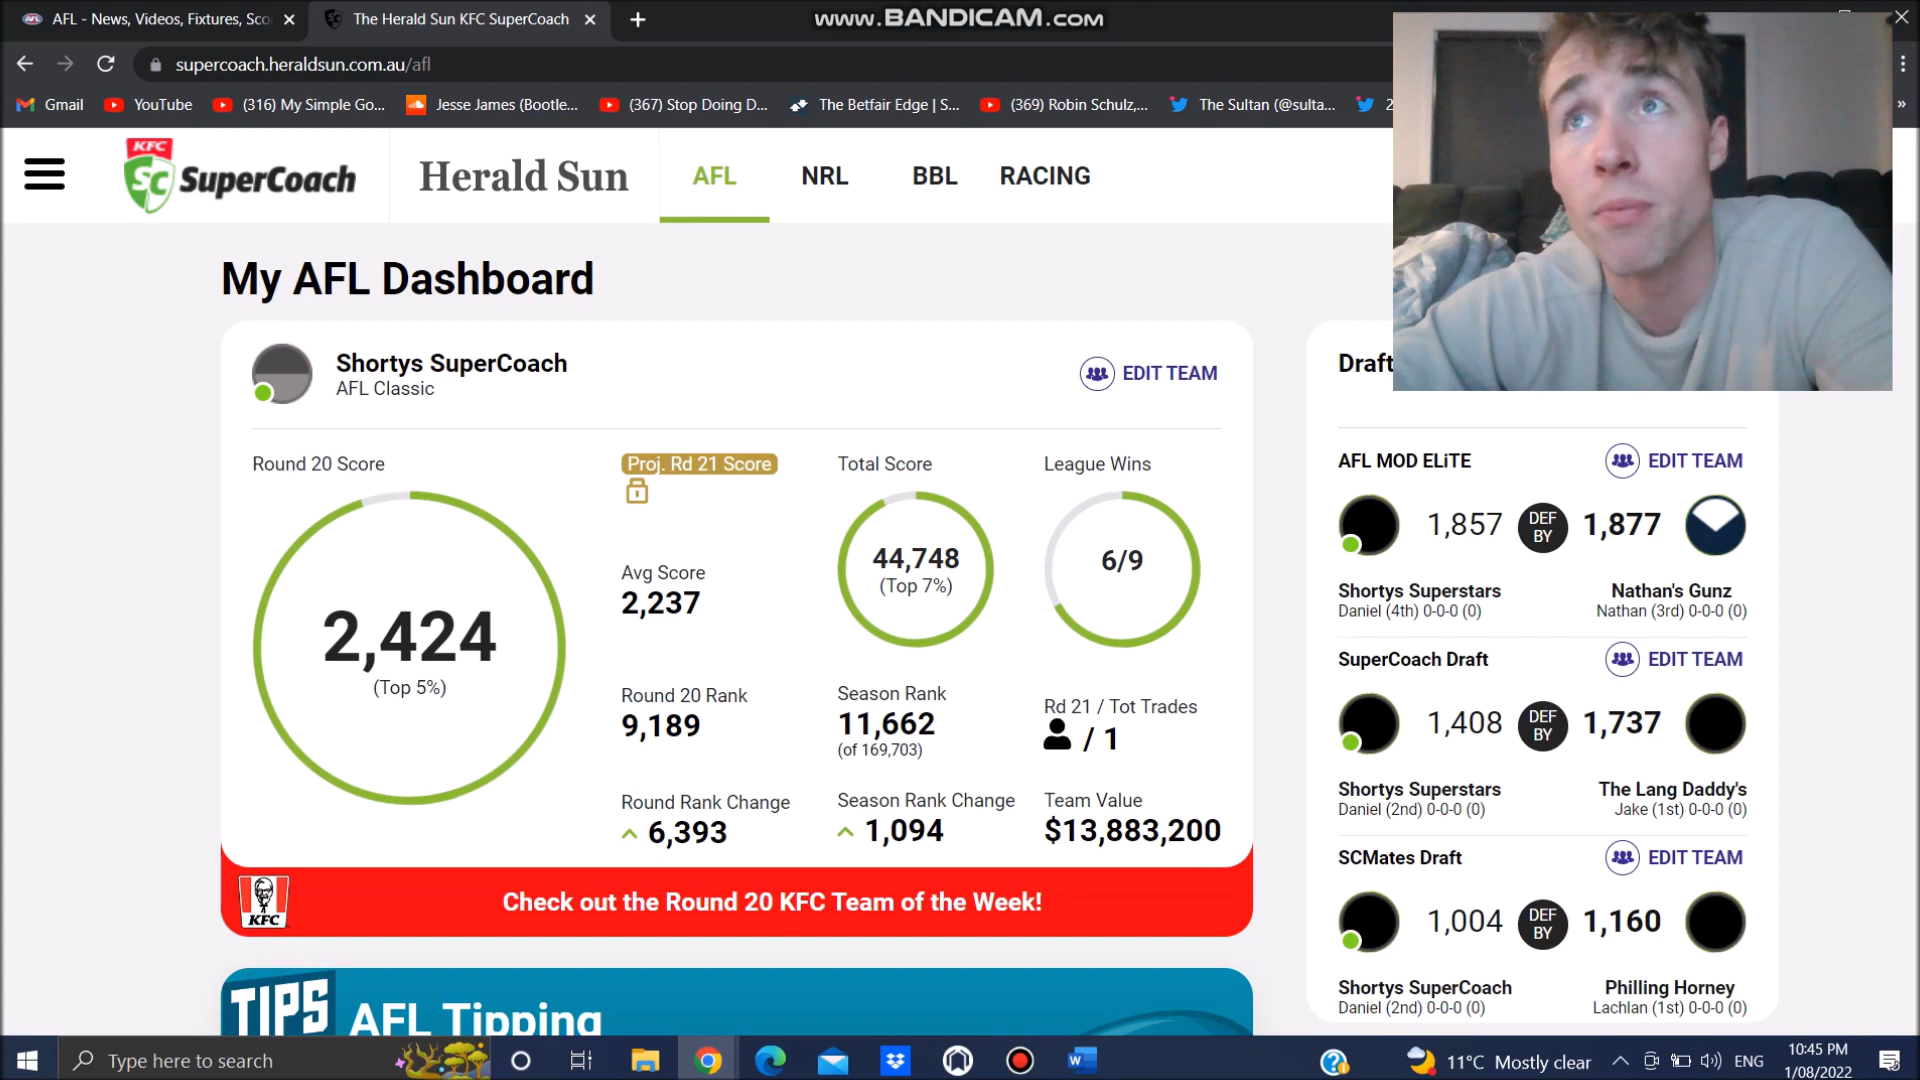 AFL - News, Videos, Fixtures, Sco
The Herald Sun KFC SuperCoach
www.BANDICAM.com
supercoach.heraldsun.com.au/afl
Gmail
YouTube
(316) My Simple Go...
Jesse James (Bootle...
(367) Stop Doing D...
The Betfair Edge | S...
(369) Robin Schulz,...
The Sultan (@sulta...
2
KFC
SC SuperCoach
Herald Sun
AFL
NRL
BBL
RACING
My AFL Dashboard
Shortys SuperCoach
AFL Classic
EDIT TEAM
Round 20 Score
2,424
(Top 5%)
Proj. Rd 21 Score
Avg Score
2,237
Round 20 Rank
9,189
Round Rank Change
6,393
Total Score
44,748
(Top 7%)
Season Rank
11,662
(of 169,703)
Season Rank Change
1,094
League Wins
6/9
Rd 21 / Tot Trades
/ 1
Team Value
$13,883,200
KFC
Check out the Round 20 KFC Team of the Week!
TIPS
AFL Tipping
Draft
AFL MOD ELiTE
EDIT TEAM
1,857
DEF BY
1,877
Shortys Superstars
Daniel (4th) 0-0-0 (0)
Nathan's Gunz
Nathan (3rd) 0-0-0 (0)
SuperCoach Draft
EDIT TEAM
1,408
DEF BY
1,737
Shortys Superstars
Daniel (2nd) 0-0-0 (0)
The Lang Daddy's
Jake (1st) 0-0-0 (0)
SCMates Draft
EDIT TEAM
1,004
DEF BY
1,160
Shortys SuperCoach
Daniel (2nd) 0-0-0 (0)
Philling Horney
Lachlan (1st) 0-0-0 (0)
Type here to search
11°C Mostly clear
ENG
10:45 PM
1/08/2022